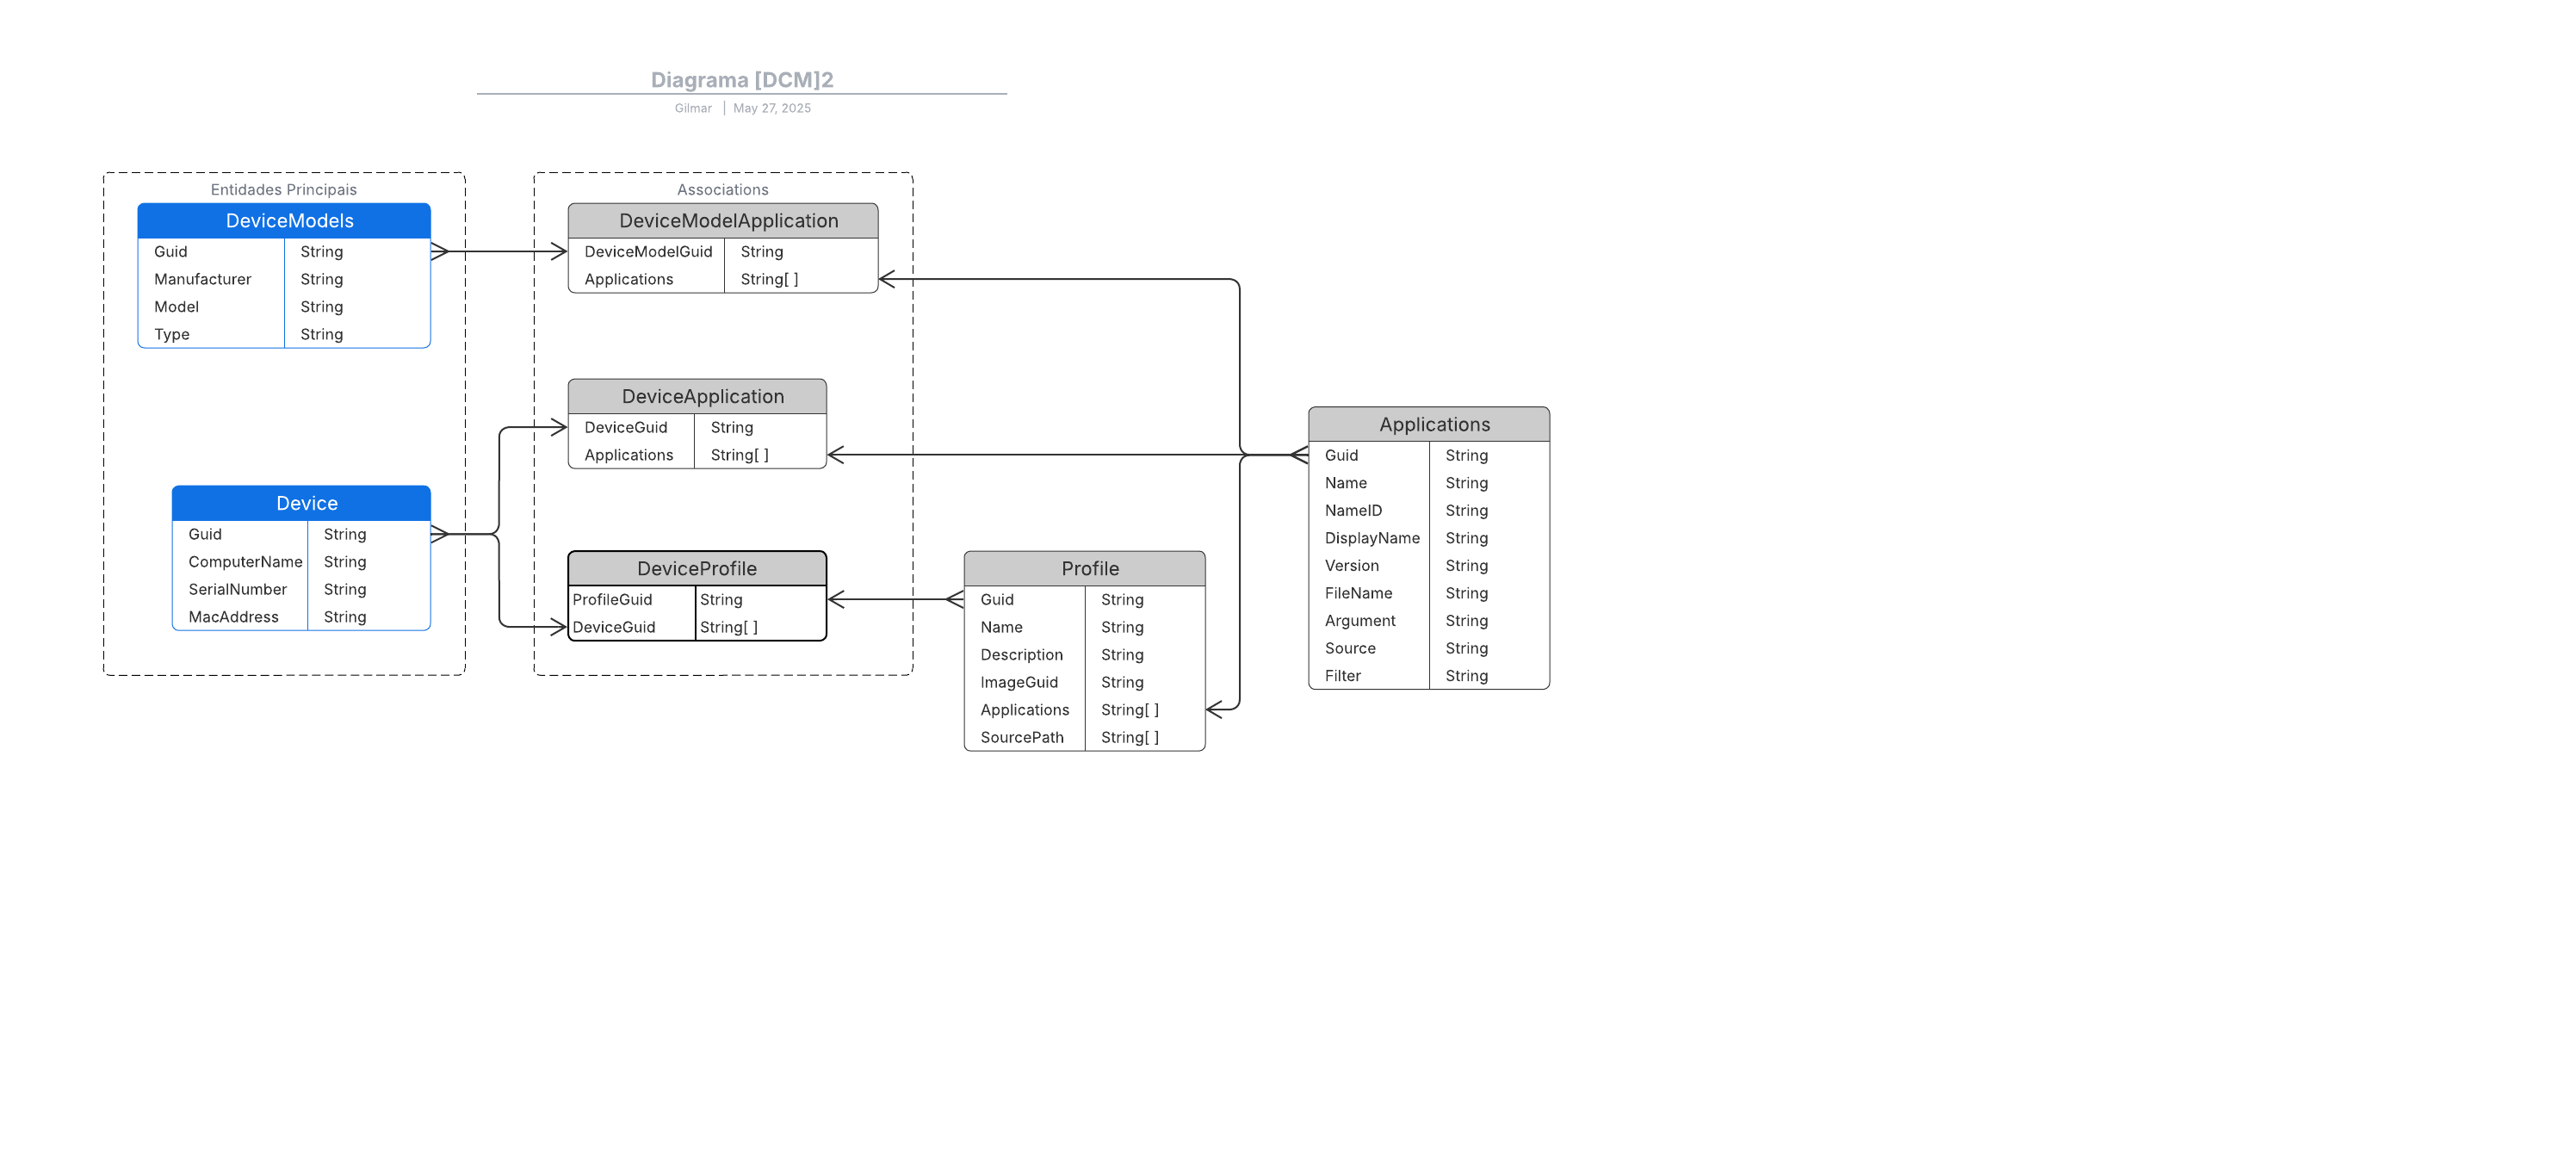 Diagrama [DCM]2
Gilmar | May 27, 2025
Entidades Principais
DeviceModels
Guid String
Manufacturer String
Model String
Type String
Device
Guid String
ComputerName String
SerialNumber String
MacAddress String
Associations
DeviceModelApplication
DeviceModelGuid String
Applications String[ ]
DeviceApplication
DeviceGuid String
Applications String[ ]
DeviceProfile
ProfileGuid String
DeviceGuid String[ ]
Profile
Guid String
Name String
Description String
ImageGuid String
Applications String[ ]
SourcePath String[ ]
Applications
Guid String
Name String
NameID String
DisplayName String
Version String
FileName String
Argument String
Source String
Filter String